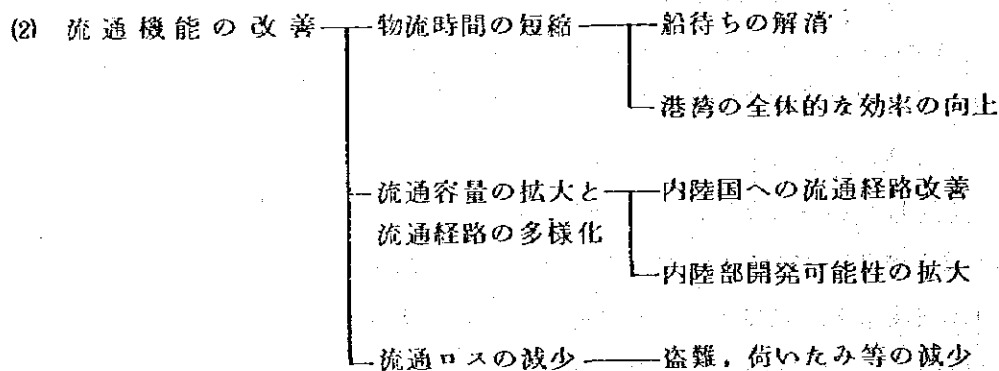 (2) 流通機能の改善 物流時間の短縮 船待ちの解消
港湾の全体的な効率の向上
流通容量の拡大と 内陸国への流通経路改善
流通経路の多様化
内陸部開発可能性の拡大
流通ロスの減少 盗難,荷いたみ等の減少